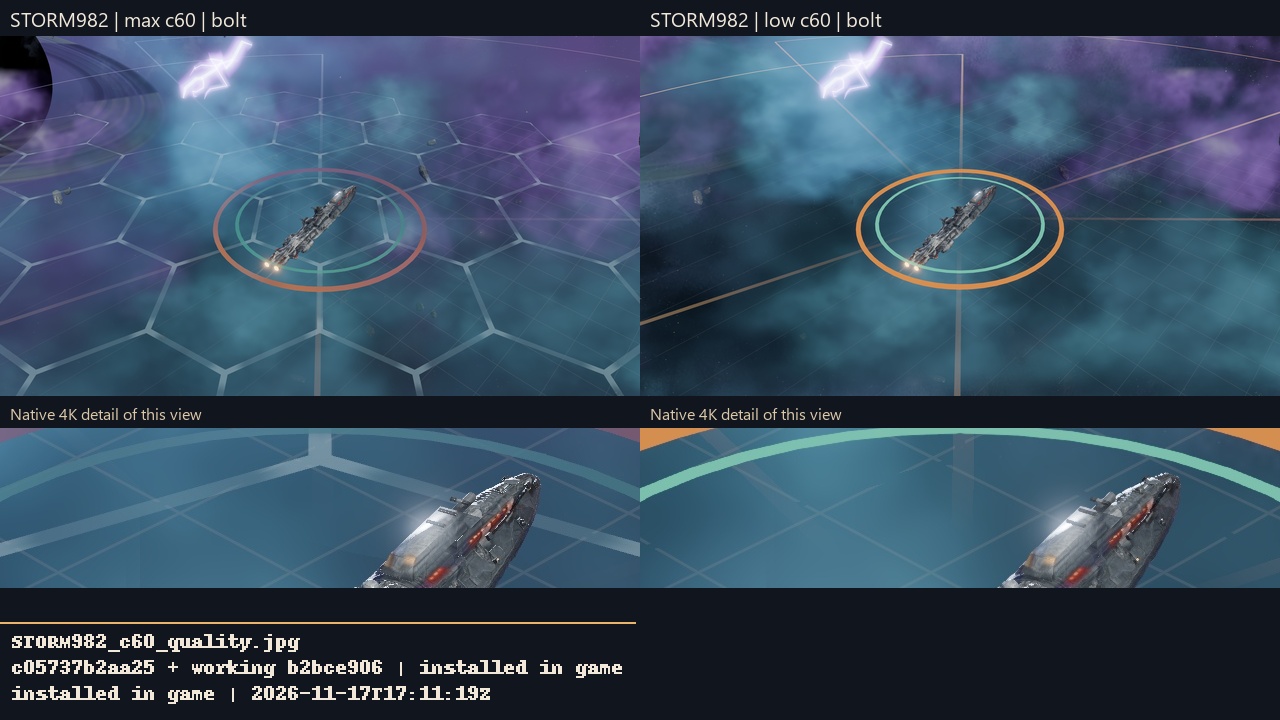 STORM982 | max c60 | bolt
STORM982 | low c60 | bolt
Native 4K detail of this view
Native 4K detail of this view
STORM982_c60_quality.jpg
c05737b2aa25 + working b2bce906 | installed in game
installed in game | 2026-11-17T17:11:19Z